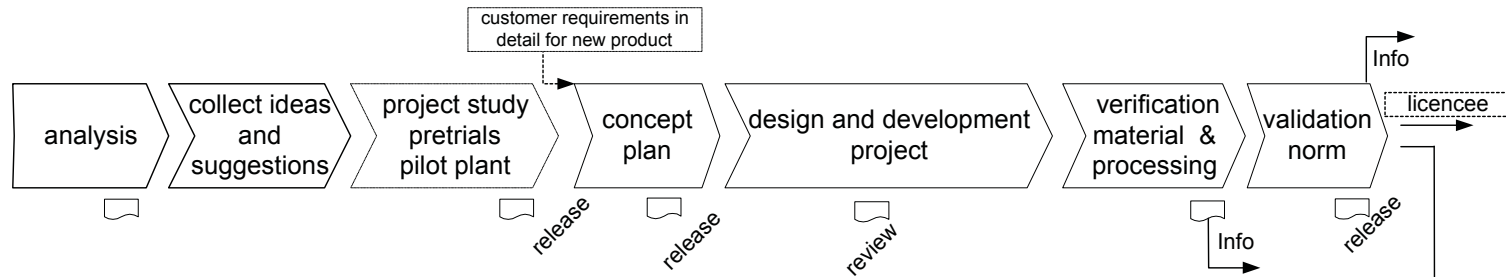 customer requirements in
detail for new product
Info
analysis
collect ideas
and
suggestions
project study
pretrials
pilot plant
concept
plan
design and development
project
verification
material &
processing
validation
norm
licencee
release
release
review
Info
release